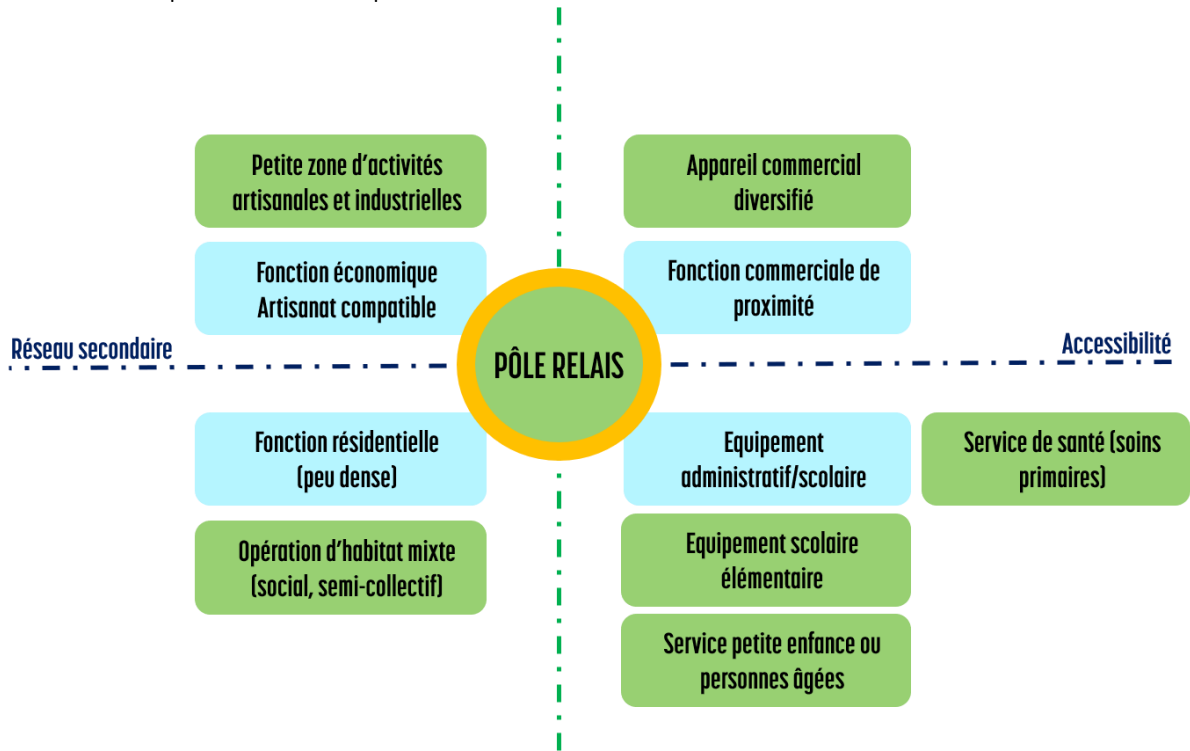 Petite zone d'activités
artisanales et industrielles
Appareil commercial
diversifié
Fonction économique
Artisanat compatible
Fonction commerciale de
proximité
Réseau secondaire
PÔLE RELAIS
Accessibilité
Fonction résidentielle
(peu dense)
Equipement
administratif/scolaire
Service de santé (soins
primaires)
Opération d'habitat mixte
(social, semi-collectif)
Equipement scolaire
élémentaire
Service petite enfance ou
personnes âgées